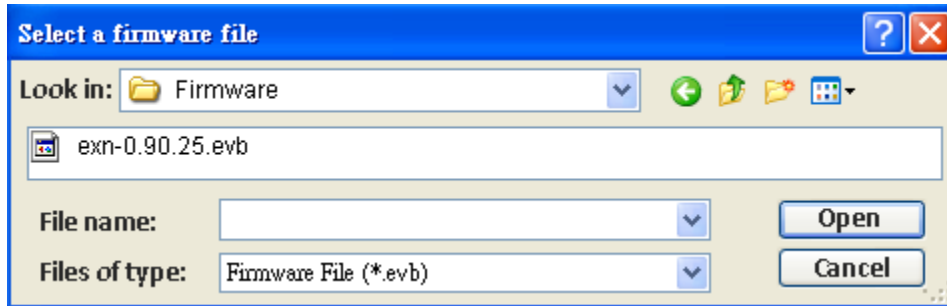 Select a firmware file
Look in: Firmware
exn-0.90.25.evb
File name: Open
Files of type: Firmware File (*.evb) Cancel